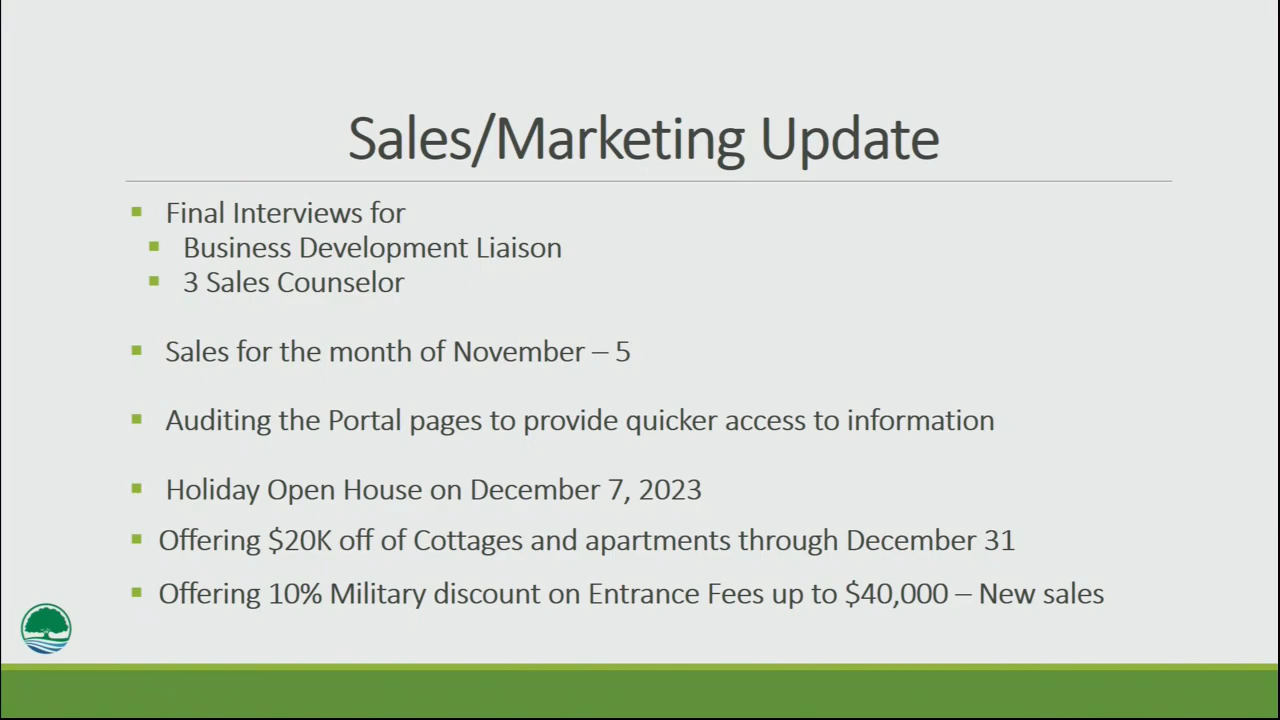 Sales/Marketing Update
▪ Final Interviews for
▪ Business Development Liaison
▪ 3 Sales Counselor
▪ Sales for the month of November – 5
▪ Auditing the Portal pages to provide quicker access to information
▪ Holiday Open House on December 7, 2023
▪ Offering $20K off of Cottages and apartments through December 31
▪ Offering 10% Military discount on Entrance Fees up to $40,000 – New sales